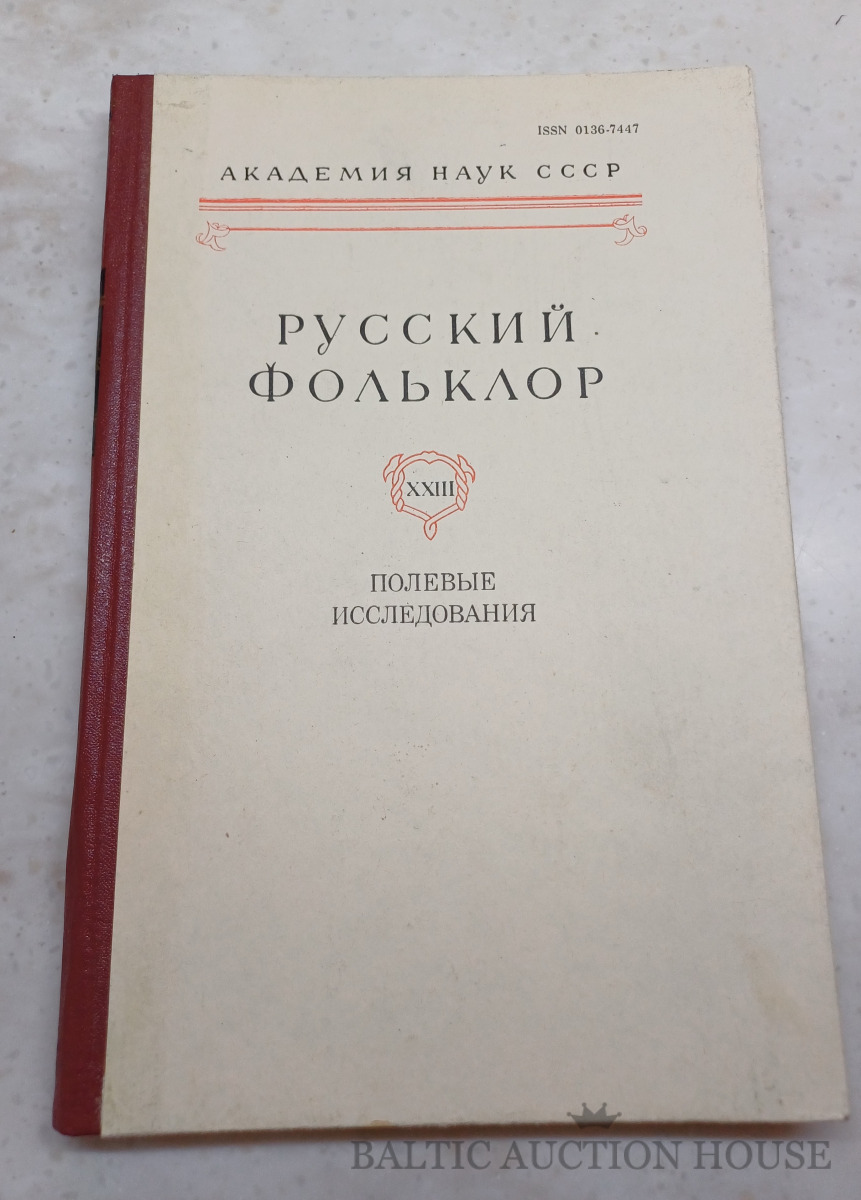 ISSN 0136-7447
АКАДЕМИЯ НАУК СССР
РУССКИЙ
ФОЛЬКЛОР
XXIII
ПОЛЕВЫЕ
ИССЛЕДОВАНИЯ
BALTIC AUCTION HOUSE